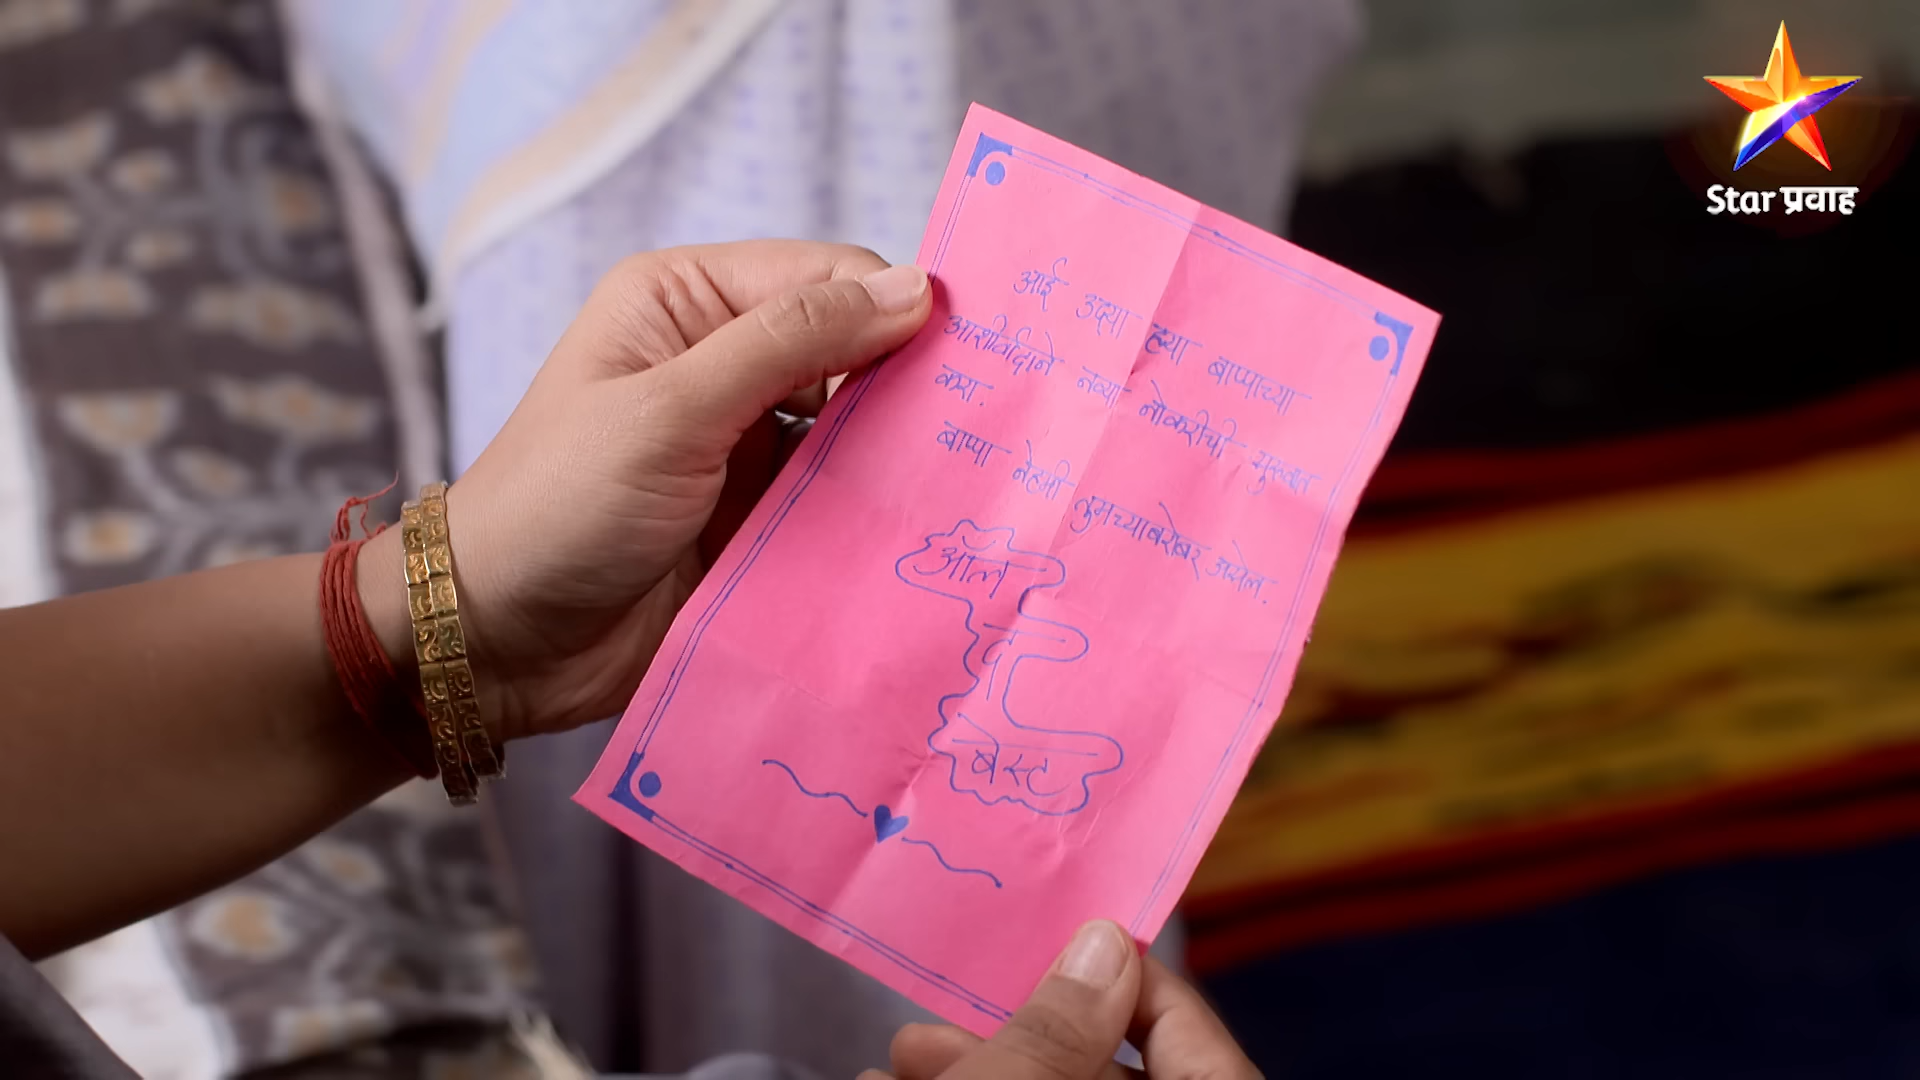 Star प्रवाह
आई उद्या ह्या बाप्पाच्या
आशीर्वादाने नव्या नोकरीची सुरुवात
करा.
बाप्पा नेहमी तुमच्याबरोबर असेल.
ऑल
द
बेस्ट